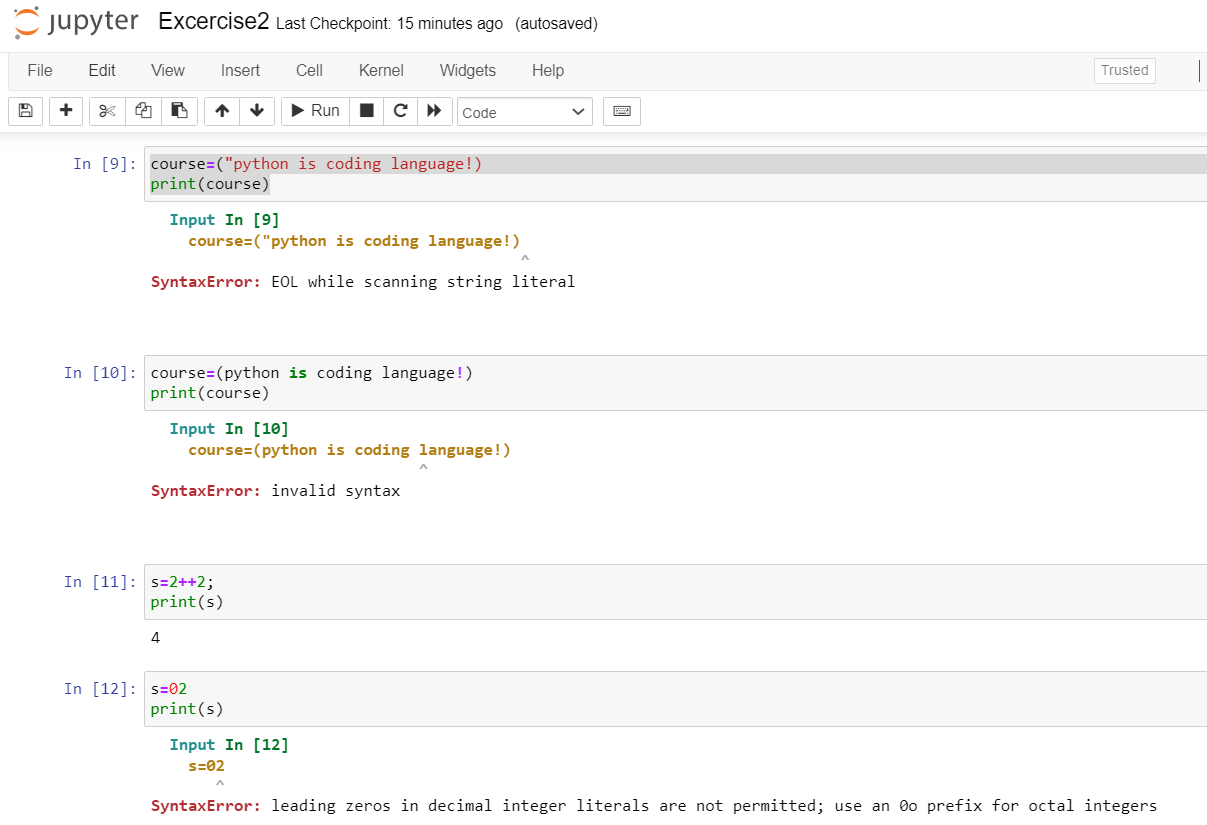 jupyter Excercise2 Last Checkpoint: 15 minutes ago (autosaved)
File Edit View Insert Cell Kernel Widgets Help Trusted
Run Code
In [9]: course=("python is coding language!)
print(course)
Input In [9]
course=("python is coding language!)
^
SyntaxError: EOL while scanning string literal
In [10]: course=(python is coding language!)
print(course)
Input In [10]
course=(python is coding language!)
^
SyntaxError: invalid syntax
In [11]: s=2++2;
print(s)
4
In [12]: s=02
print(s)
Input In [12]
s=02
^
SyntaxError: leading zeros in decimal integer literals are not permitted; use an 0o prefix for octal integers